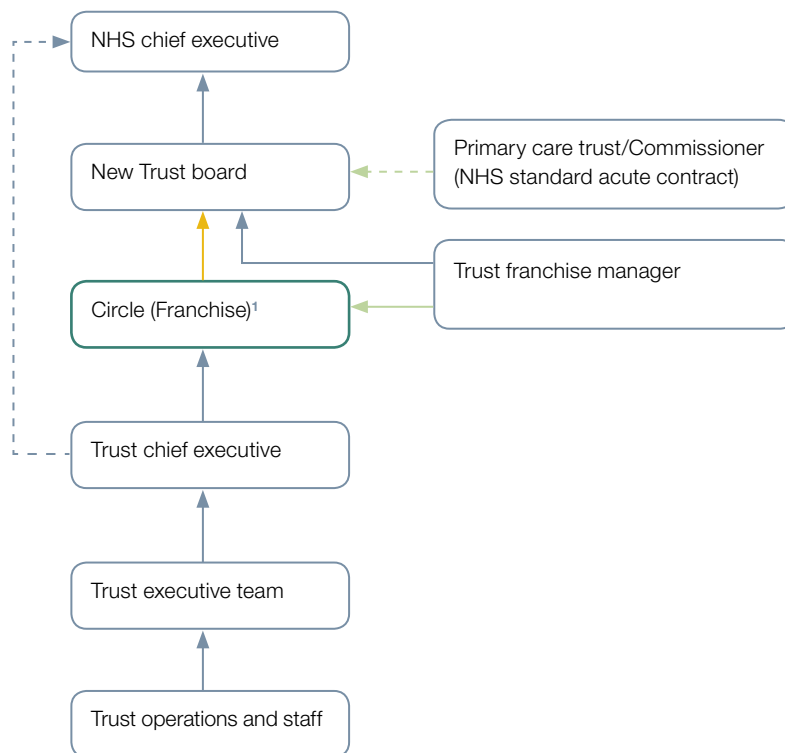 NHS chief executive
New Trust board
Primary care trust/Commissioner
(NHS standard acute contract)
Trust franchise manager
Circle (Franchise)¹
Trust chief executive
Trust executive team
Trust operations and staff